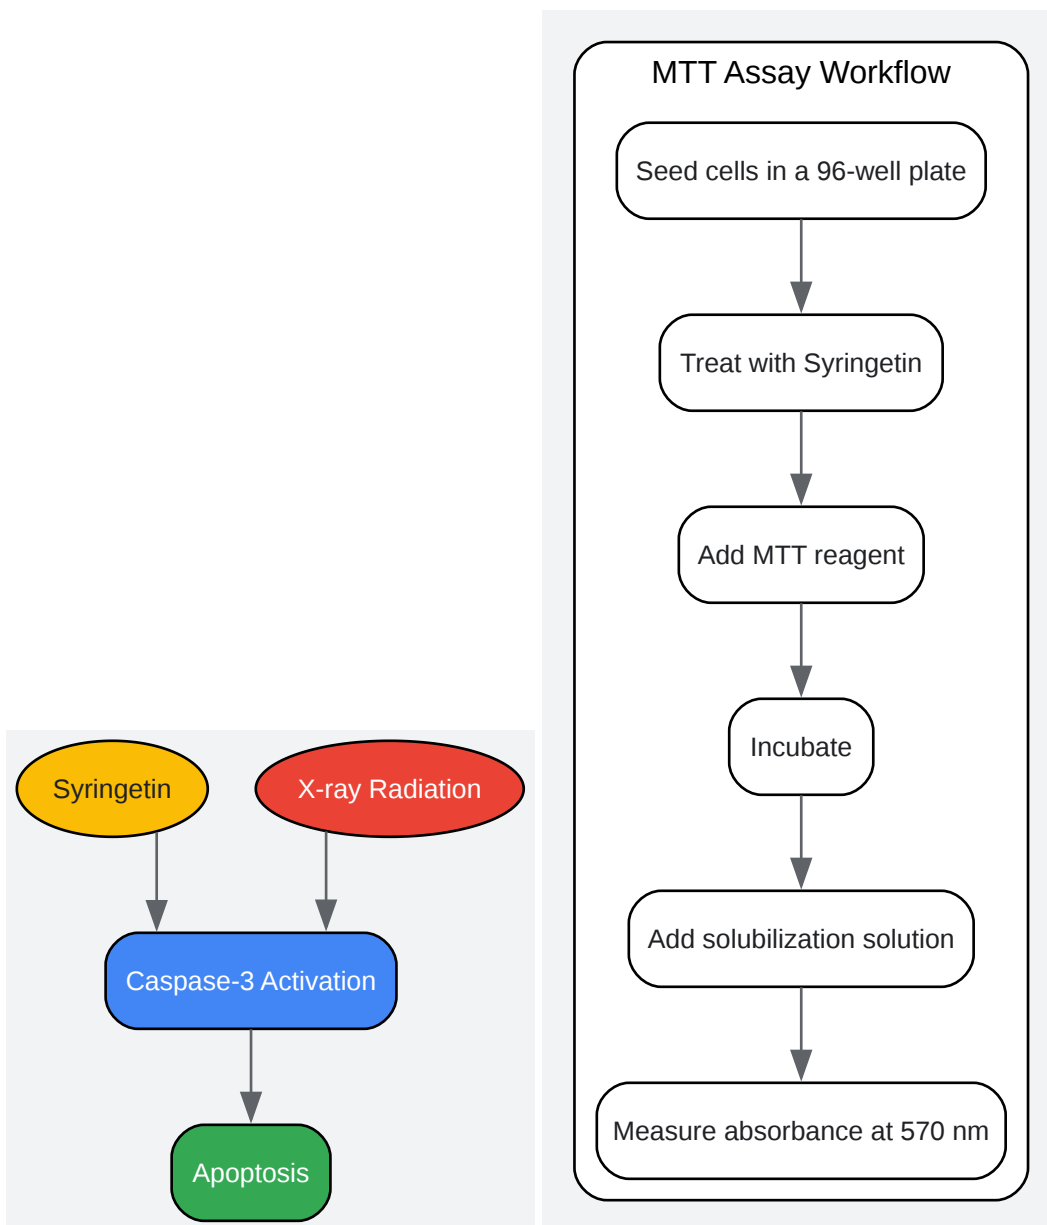 Syringetin
X-ray Radiation
Caspase-3 Activation
Apoptosis
MTT Assay Workflow
Seed cells in a 96-well plate
Treat with Syringetin
Add MTT reagent
Incubate
Add solubilization solution
Measure absorbance at 570 nm